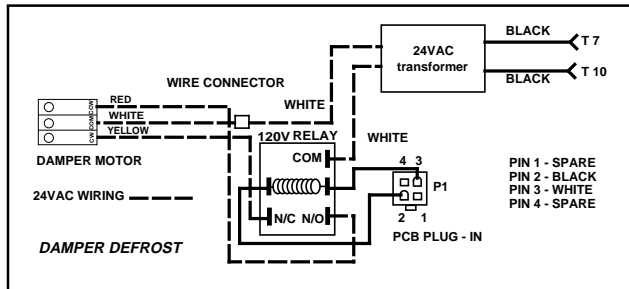 BLACK
T 7
24VAC
transformer
BLACK
T 10
WIRE CONNECTOR
RED
WHITE
YELLOW
CCW
COM
CW
WHITE
DAMPER MOTOR
120V RELAY
WHITE
COM
N/C N/O
24VAC WIRING
4 3
P1
2 1
PCB PLUG - IN
PIN 1 - SPARE
PIN 2 - BLACK
PIN 3 - WHITE
PIN 4 - SPARE
DAMPER DEFROST